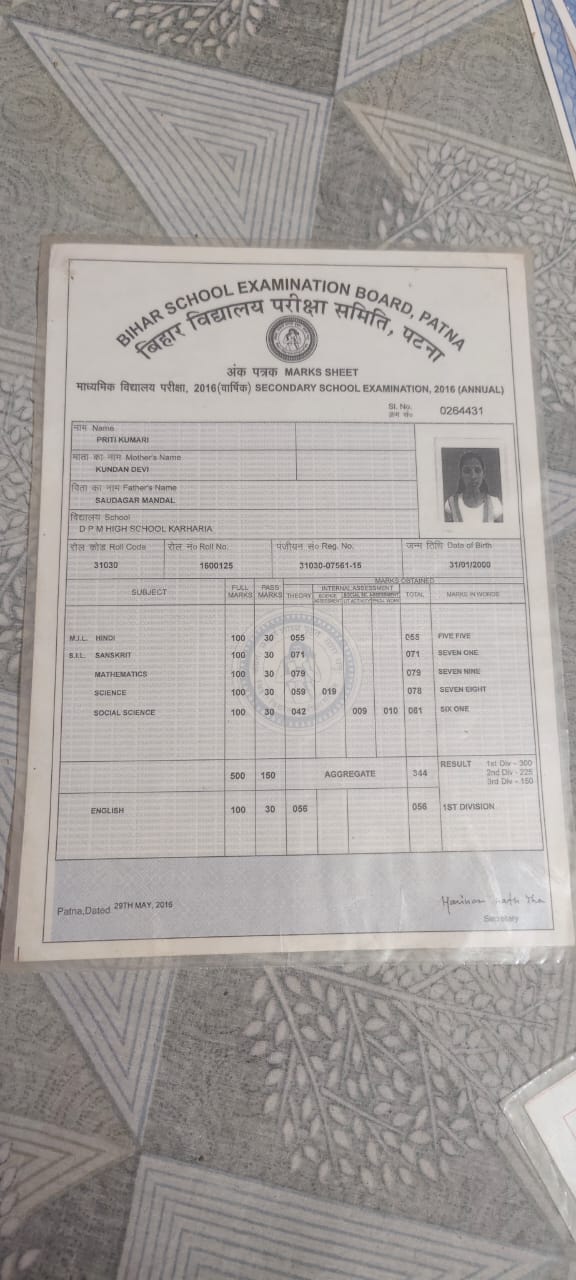 BIHAR SCHOOL EXAMINATION BOARD, PATNA
बिहार विद्यालय परीक्षा समिति, पटना
अंक पत्रक MARKS SHEET
माध्यमिक विद्यालय परीक्षा, 2016(वार्षिक) SECONDARY SCHOOL EXAMINATION, 2016 (ANNUAL)
Sl. No. 0264431
क्रम सं०
नाम Name
PRITI KUMARI
माता का नाम Mother's Name
KUNDAN DEVI
पिता का नाम Father's Name
SAUDAGAR MANDAL
विद्यालय School
D P M HIGH SCHOOL KARHARIA
रोल कोड Roll Code रोल नं० Roll No. पंजीयन सं० Reg. No. जन्म तिथि Date of Birth
31030 1600125 31030-07561-15 31/01/2000
MARKS OBTAINED
SUBJECT FULL MARKS PASS MARKS THEORY INTERNAL ASSESSMENT TOTAL MARKS IN WORDS
M.I.L. HINDI 100 30 055 055 FIVE FIVE
S.I.L. SANSKRIT 100 30 071 071 SEVEN ONE
MATHEMATICS 100 30 079 079 SEVEN NINE
SCIENCE 100 30 059 019 078 SEVEN EIGHT
SOCIAL SCIENCE 100 30 042 009 010 061 SIX ONE
500 150 AGGREGATE 344 RESULT 1st Div - 300
2nd Div - 225
3rd Div - 150
ENGLISH 100 30 056 056 1ST DIVISION
Patna,Dated 29TH MAY, 2016
Secretary